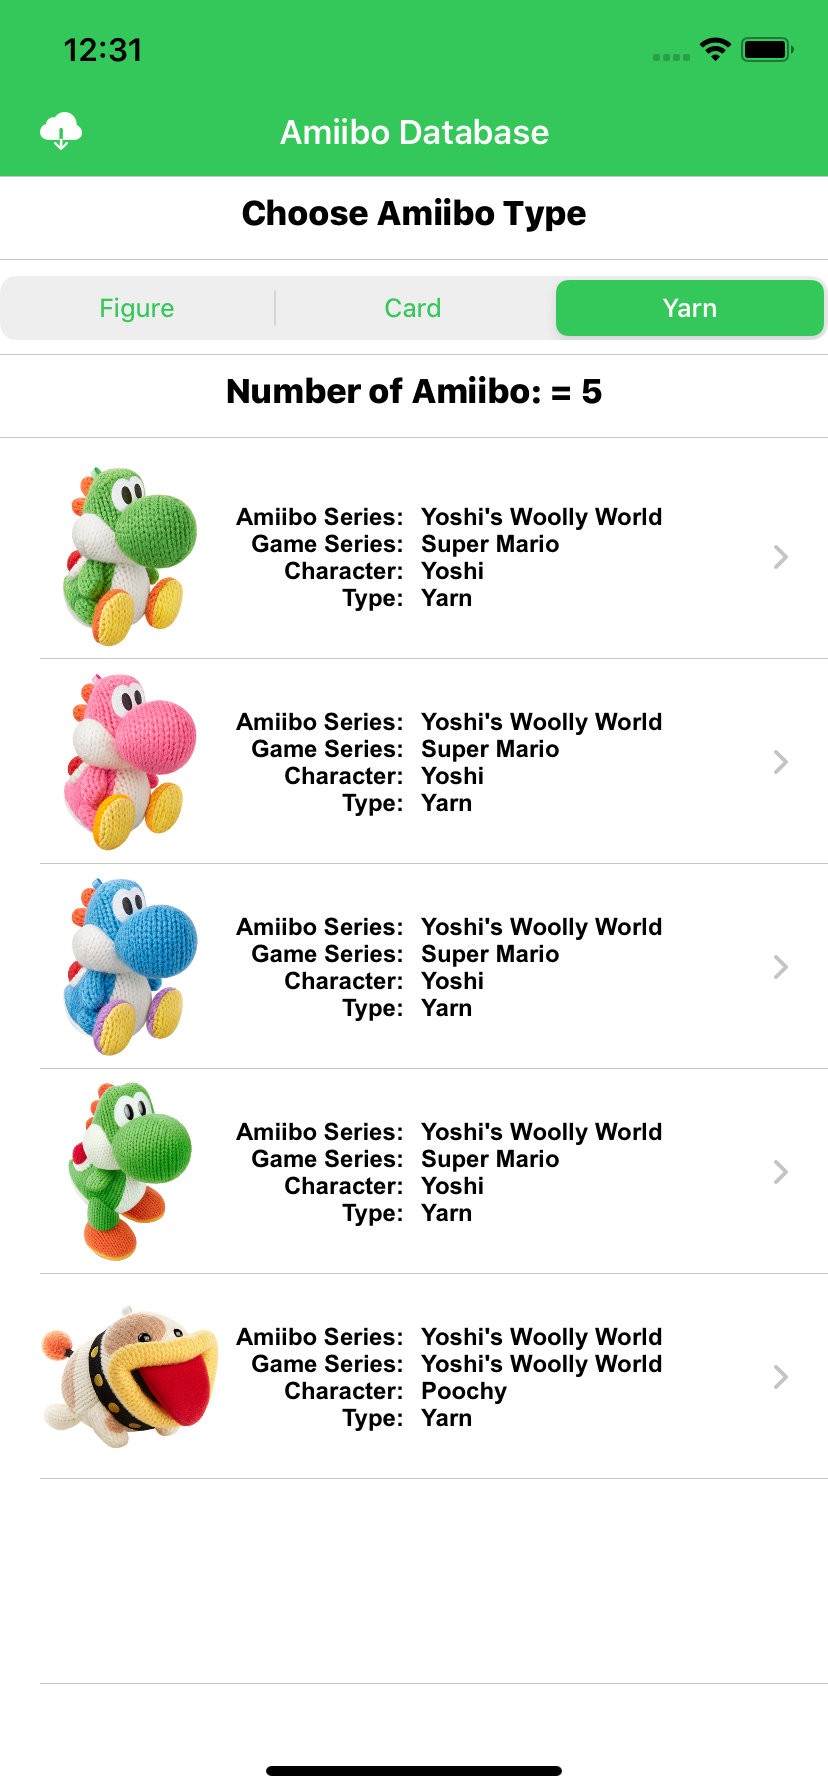 12:31
Amiibo Database
Choose Amiibo Type
Figure Card Yarn
Number of Amiibo: = 5
Amiibo Series: Yoshi's Woolly World
Game Series: Super Mario
Character: Yoshi
Type: Yarn
Amiibo Series: Yoshi's Woolly World
Game Series: Super Mario
Character: Yoshi
Type: Yarn
Amiibo Series: Yoshi's Woolly World
Game Series: Super Mario
Character: Yoshi
Type: Yarn
Amiibo Series: Yoshi's Woolly World
Game Series: Super Mario
Character: Yoshi
Type: Yarn
Amiibo Series: Yoshi's Woolly World
Game Series: Yoshi's Woolly World
Character: Poochy
Type: Yarn